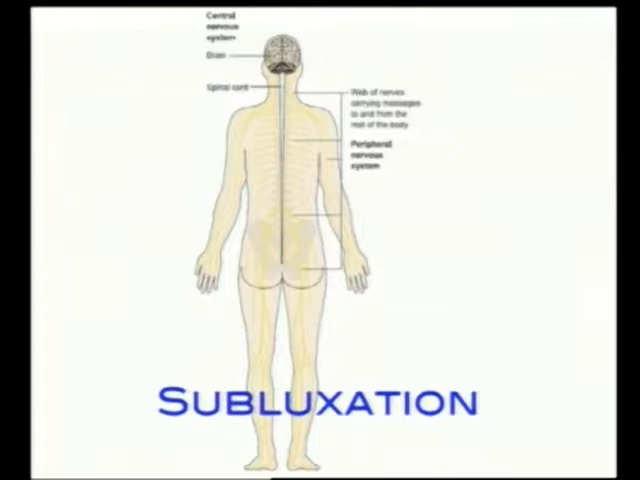 Central
nervous
system
Brain
Spinal cord
Web of nerves
carrying messages
to and from the
rest of the body
Peripheral
nervous
system
SUBLUXATION